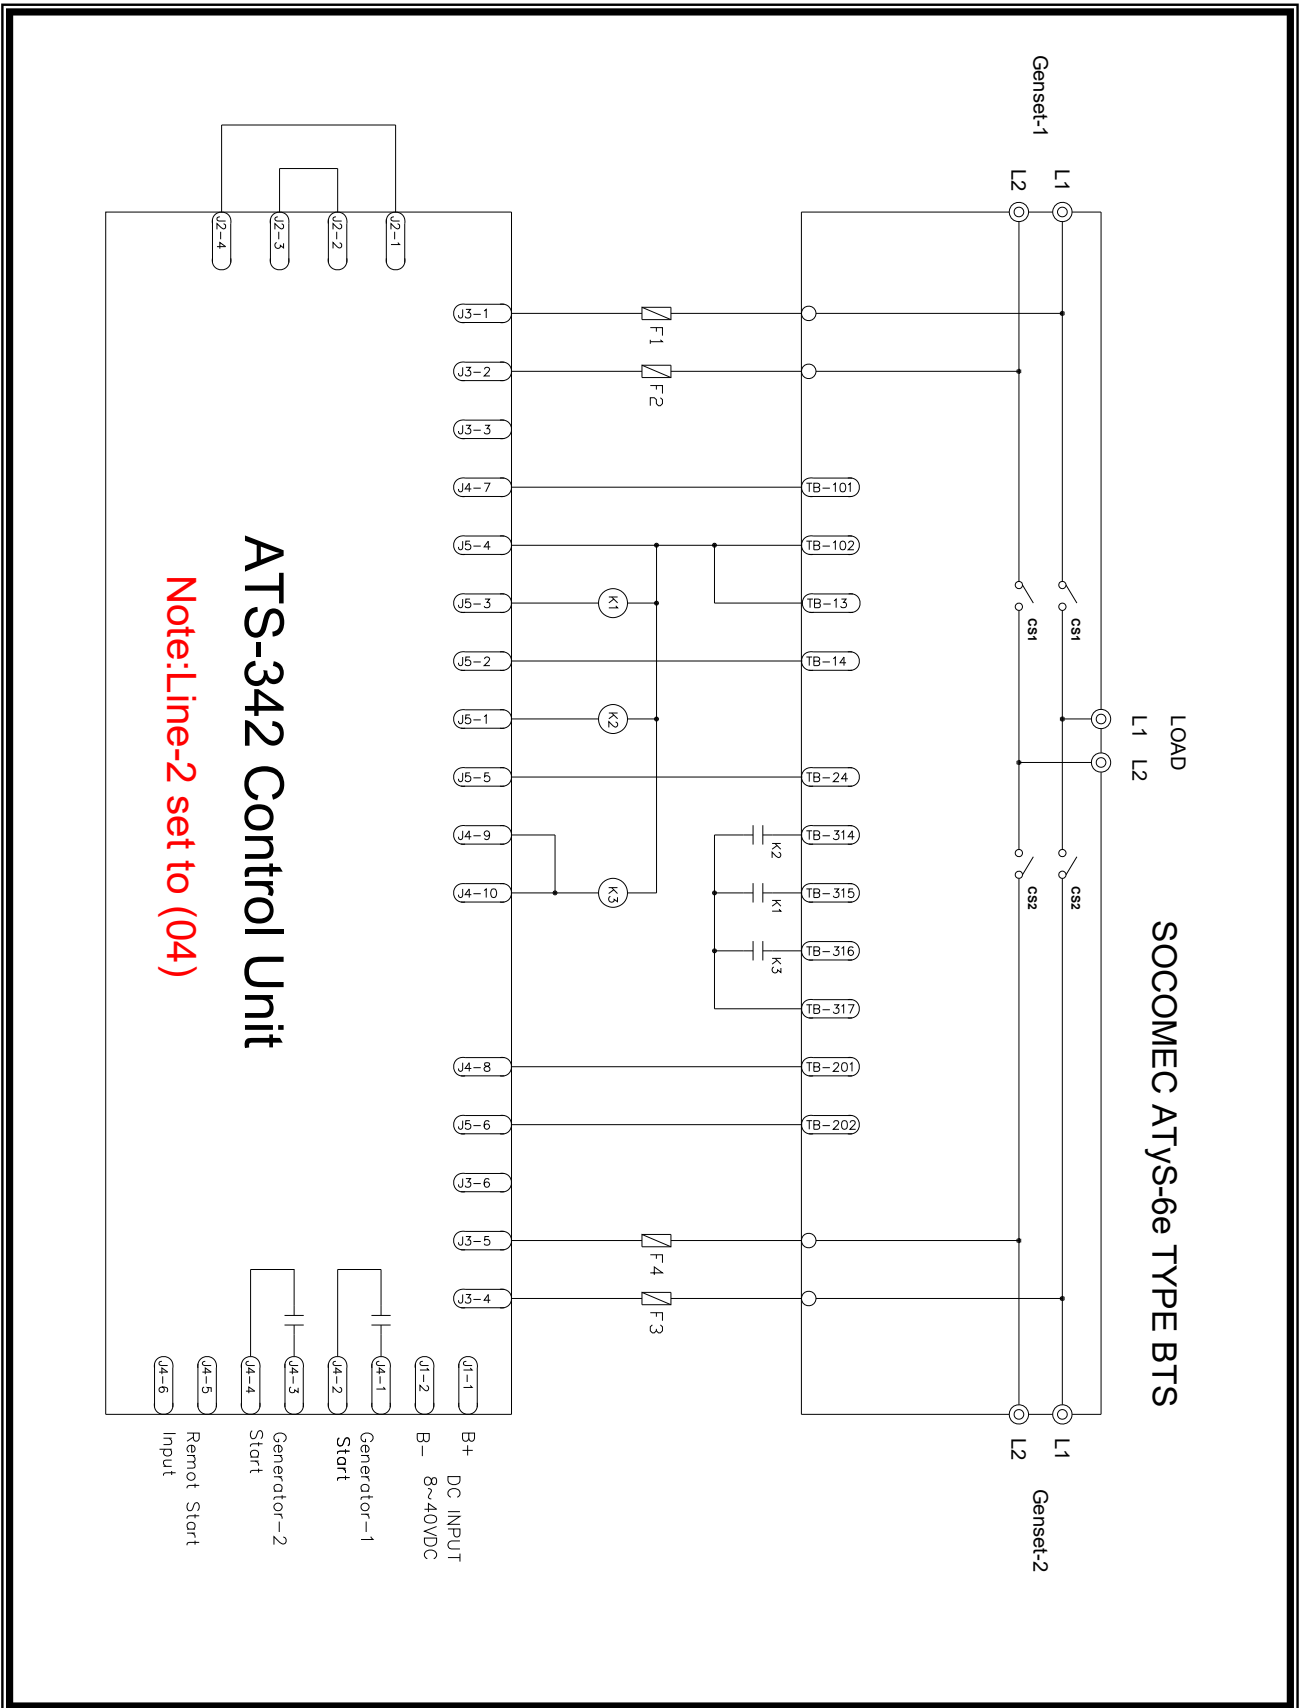 SOCOMEC ATyS-6e TYPE BTS
LOAD
L1 L2
Genset-1
L1
L2
CS1
CS1
CS2
CS2
L1
L2
Genset-2
TB-101
TB-102
TB-13
TB-14
TB-24
TB-314
TB-315
TB-316
TB-317
TB-201
TB-202
K2
K1
K3
F1
F2
F4
F3
K1
K2
K3
J3-1
J3-2
J3-3
J4-7
J5-4
J5-3
J5-2
J5-1
J5-5
J4-9
J4-10
J4-8
J5-6
J3-6
J3-5
J3-4
J2-1
J2-2
J2-3
J2-4
ATS-342 Control Unit
Note:Line-2 set to (04)
J1-1
J1-2
J4-1
J4-2
J4-3
J4-4
J4-5
J4-6
B+ DC INPUT
B- 8~40VDC
Generator-1
Start
Generator-2
Start
Remot Start
Input